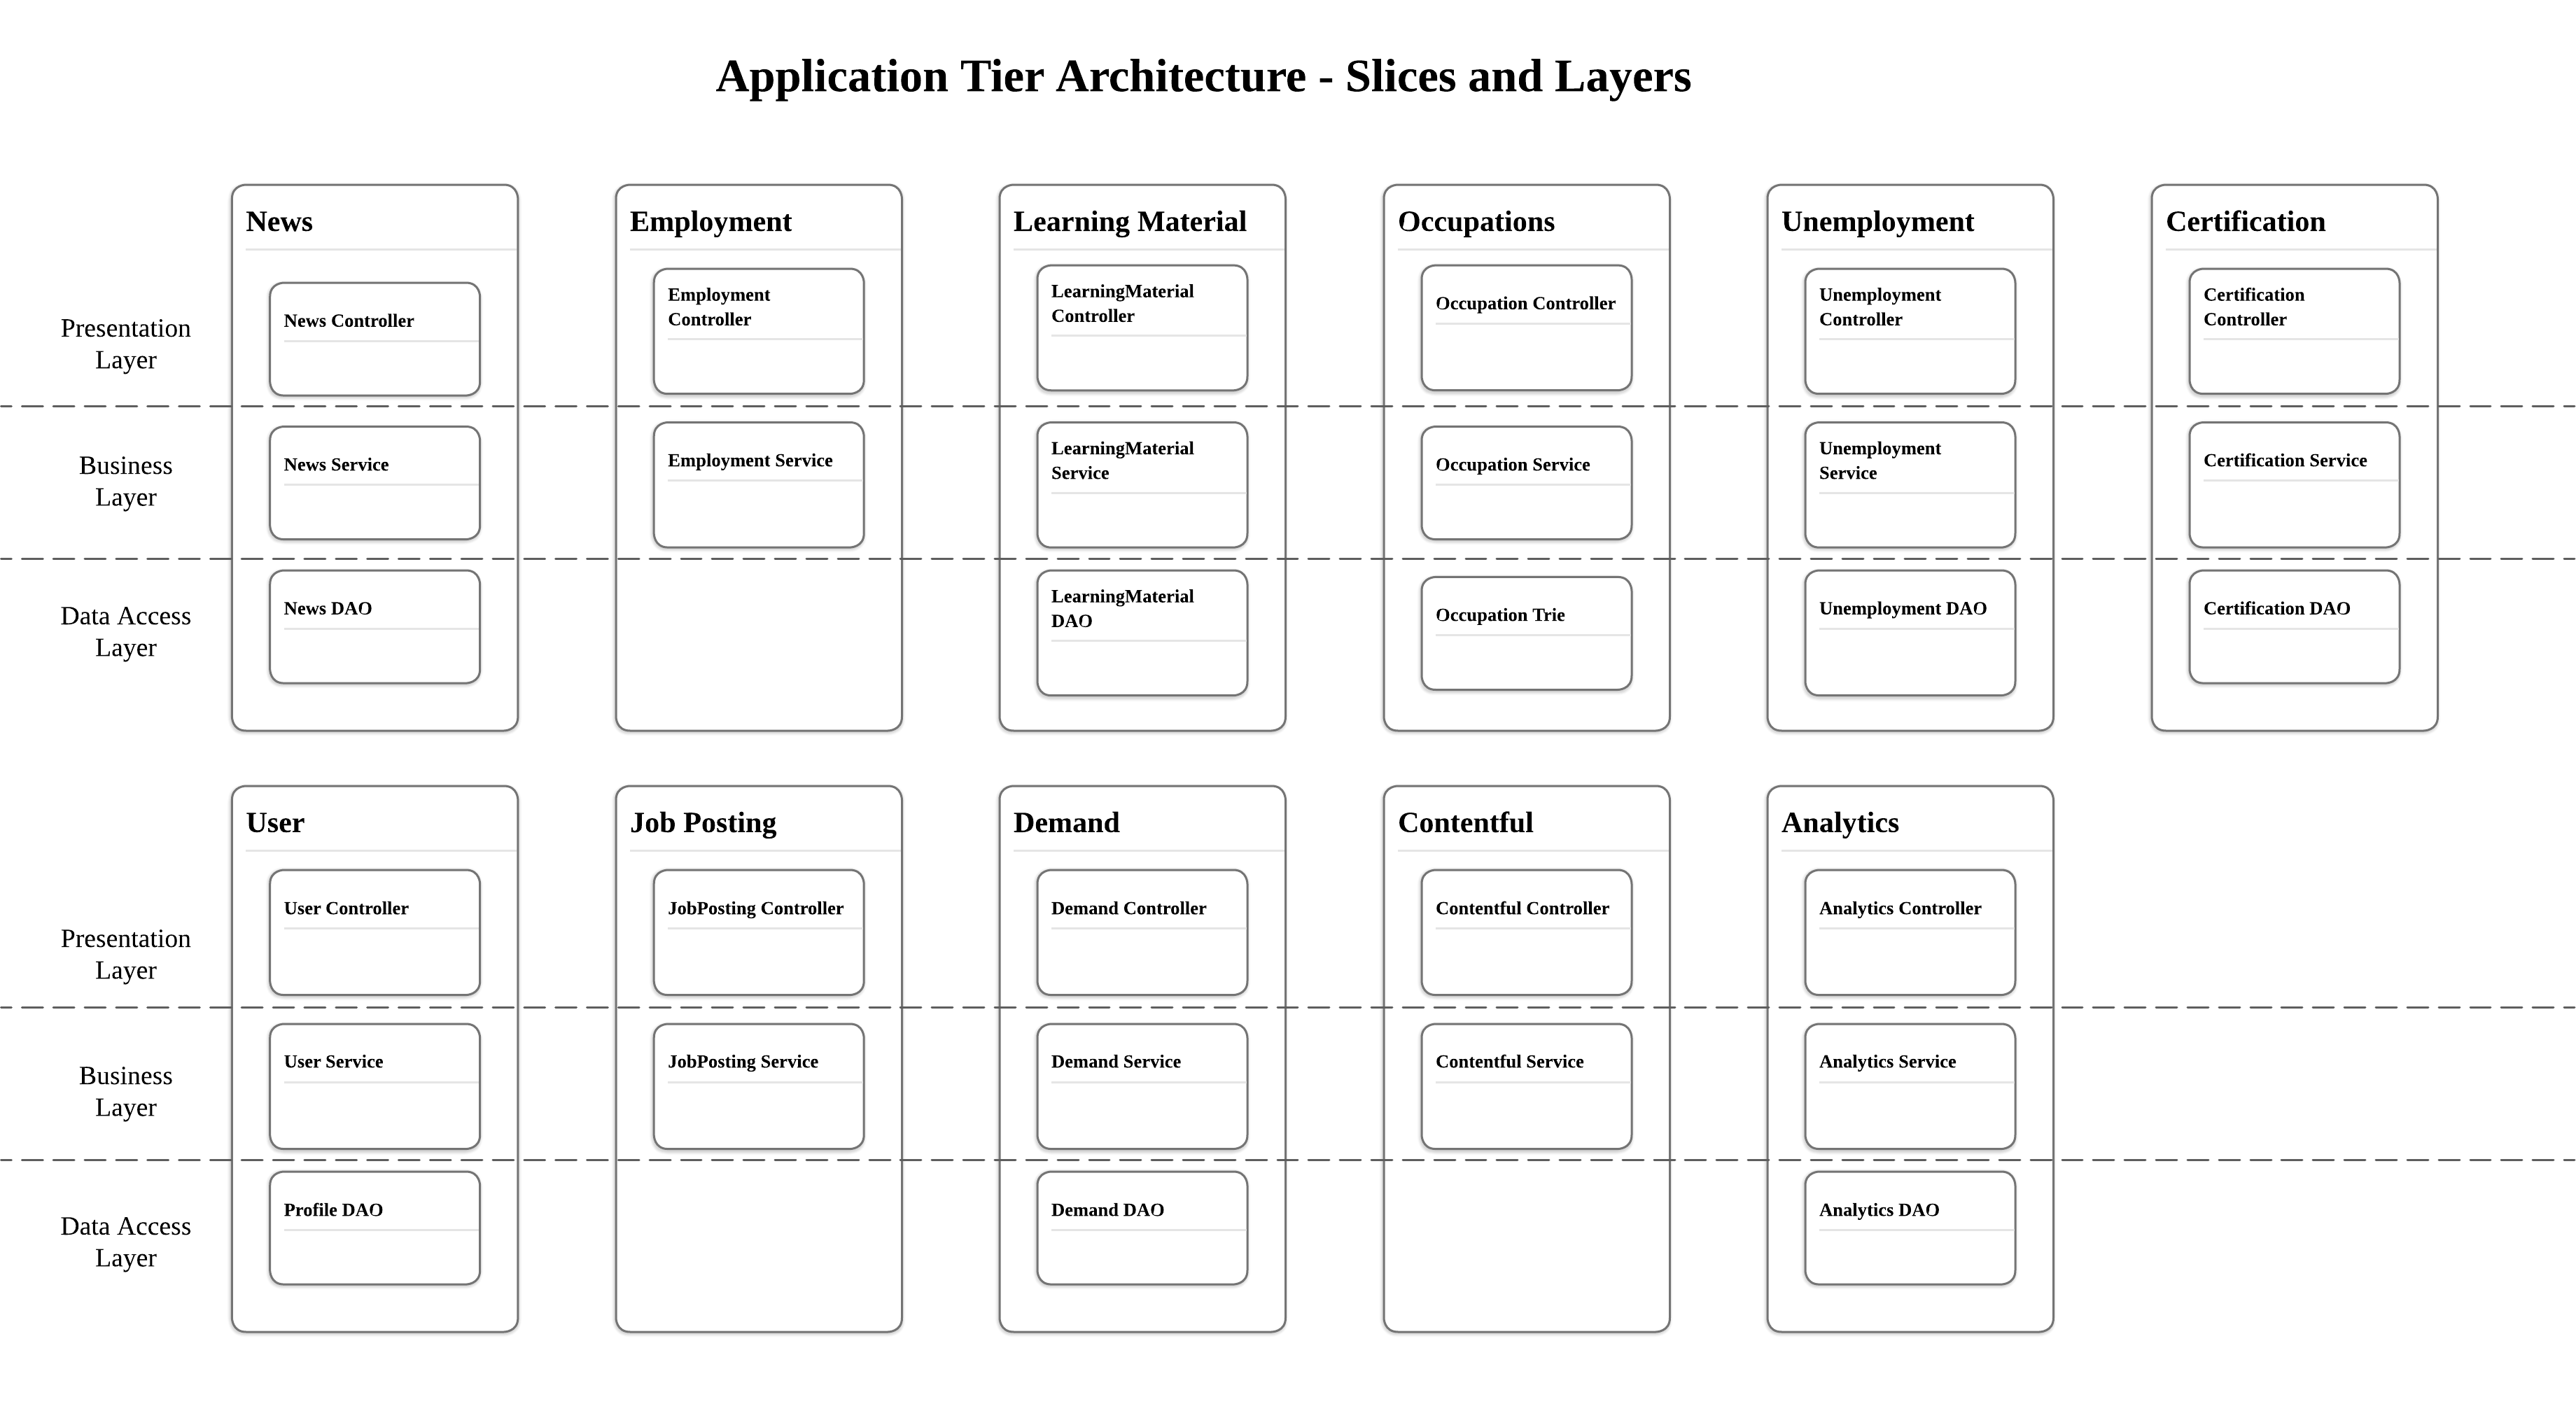 Application Tier Architecture - Slices and Layers
News
Employment
Learning Material
Occupations
Unemployment
Certification
Presentation
Layer
News Controller
Employment
Controller
LearningMaterial
Controller
Occupation Controller
Unemployment
Controller
Certification
Controller
Business
Layer
News Service
Employment Service
LearningMaterial
Service
Occupation Service
Unemployment
Service
Certification Service
Data Access
Layer
News DAO
LearningMaterial
DAO
Occupation Trie
Unemployment DAO
Certification DAO
User
Job Posting
Demand
Contentful
Analytics
Presentation
Layer
User Controller
JobPosting Controller
Demand Controller
Contentful Controller
Analytics Controller
Business
Layer
User Service
JobPosting Service
Demand Service
Contentful Service
Analytics Service
Data Access
Layer
Profile DAO
Demand DAO
Analytics DAO